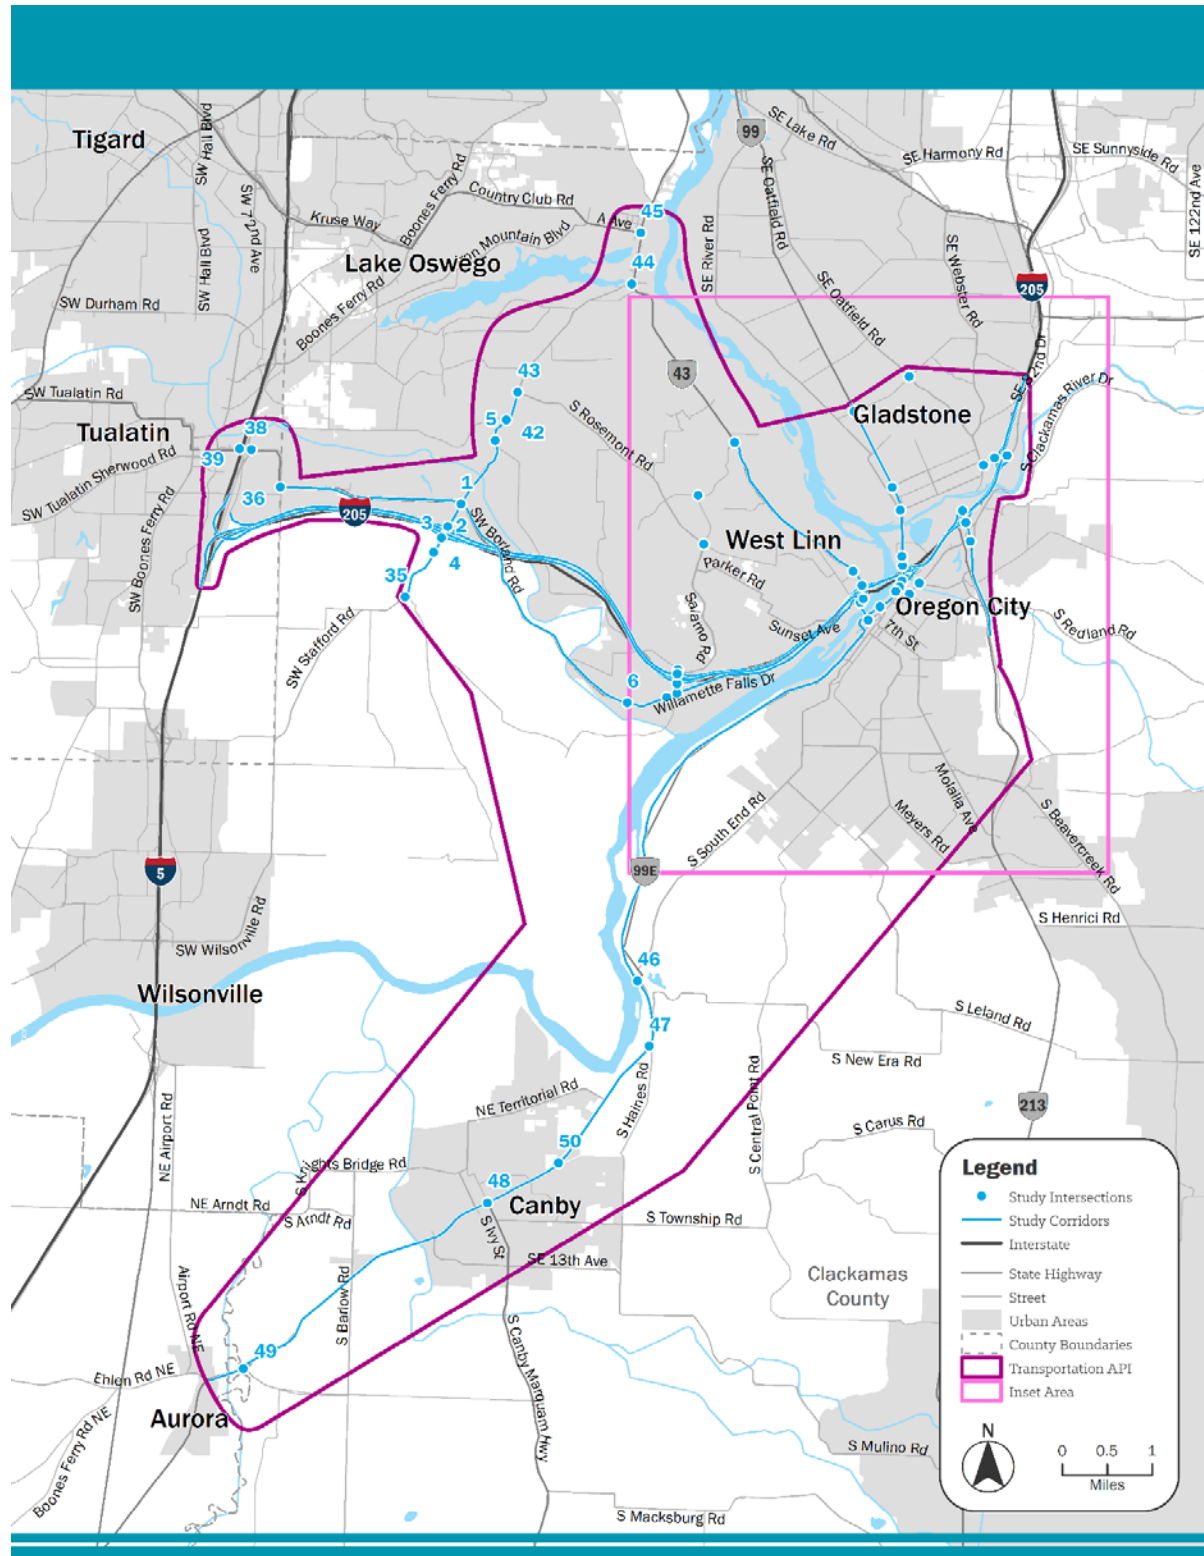 Tigard
SW Hall Blvd
SW 72nd Ave
SW Hall Blvd
Kruse Way
Boones Ferry Rd
Country Club Rd
A Ave
45
99
SE Lake Rd
SE Harmony Rd
SE Sunnyside Rd
SE 122nd Ave
SE Oatfield Rd
SE River Rd
SE Webster Rd
Lake Oswego
Mountain Blvd
44
205
SW Durham Rd
Boones Ferry Rd
SE Oatfield Rd
SE 82nd Dr
43
43
SW Tualatin Rd
S Rosemont Rd
S Clackamas River Dr
Gladstone
Tualatin
38
39
5
42
SW Tualatin Sherwood Rd
36
1
205
SW Boones Ferry Rd
3
2
4
SW Borland Rd
West Linn
Parker Rd
35
Salamo Rd
Sunset Ave
Oregon City
7th St
S Redland Rd
SW Stafford Rd
6
Willamette Falls Dr
Molalla Ave
Meyers Rd
S South End Rd
S Beavercreek Rd
5
99E
SW Wilsonville Rd
S Henrici Rd
46
Wilsonville
47
S Leland Rd
S New Era Rd
NE Airport Rd
NE Territorial Rd
S Haines Rd
S Central Point Rd
213
S Carus Rd
50
S Knights Bridge Rd
48
Canby
NE Arndt Rd
S Arndt Rd
S Ivy St
S Township Rd
SE 13th Ave
Clackamas
County
Airport Rd NE
S Barlow Rd
S Canby Marquam Hwy
49
Ehlen Rd NE
Aurora
Boones Ferry Rd NE
S Mulino Rd
S Macksburg Rd
Legend
Study Intersections
Study Corridors
Interstate
State Highway
Street
Urban Areas
County Boundaries
Transportation API
Inset Area
N
0 0.5 1
Miles